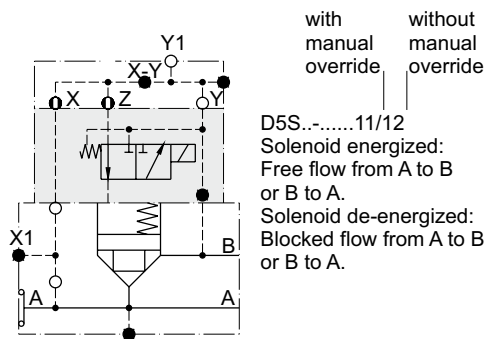 Y1
X-Y
X
Z
Y
X1
B
A
A
with manual override
without manual override
D5S..-......11/12
Solenoid energized:
Free flow from A to B
or B to A.
Solenoid de-energized:
Blocked flow from A to B
or B to A.